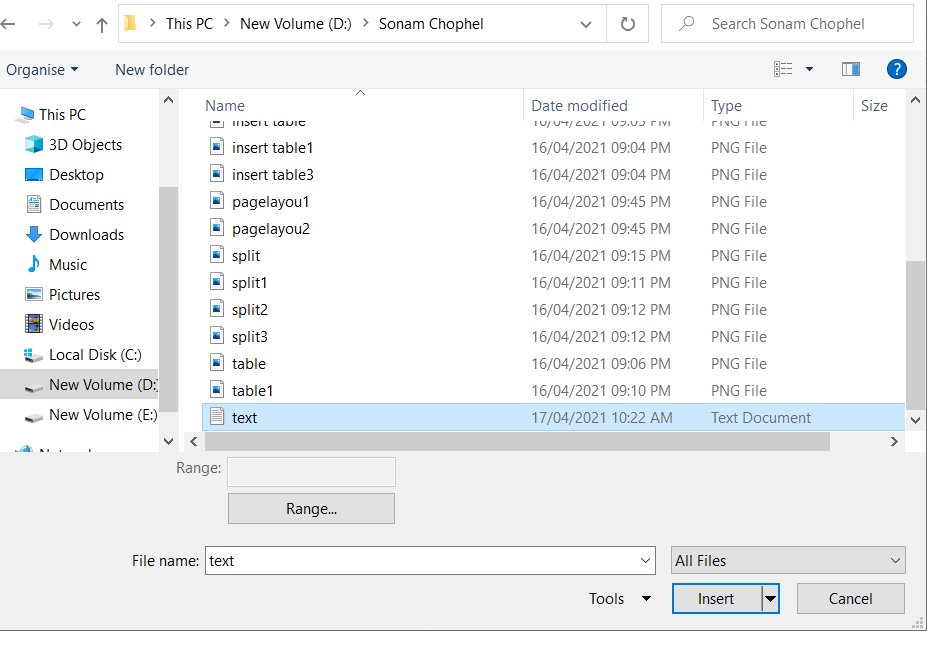 This PC > New Volume (D:) > Sonam Chophel
Search Sonam Chophel
Organise
New folder
?
This PC
3D Objects
Desktop
Documents
Downloads
Music
Pictures
Videos
Local Disk (C:)
New Volume (D:)
New Volume (E:)
Name Date modified Type Size
insert table 16/04/2021 09:03 PM PNG File
insert table1 16/04/2021 09:04 PM PNG File
insert table3 16/04/2021 09:04 PM PNG File
pagelayou1 16/04/2021 09:45 PM PNG File
pagelayou2 16/04/2021 09:45 PM PNG File
split 16/04/2021 09:15 PM PNG File
split1 16/04/2021 09:11 PM PNG File
split2 16/04/2021 09:12 PM PNG File
split3 16/04/2021 09:12 PM PNG File
table 16/04/2021 09:06 PM PNG File
table1 16/04/2021 09:10 PM PNG File
text 17/04/2021 10:22 AM Text Document
Range:
Range...
File name: text
All Files
Tools
Insert
Cancel